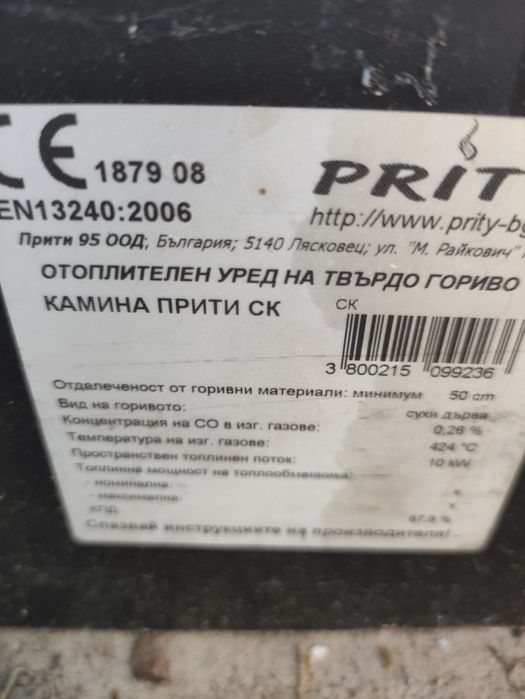 CE 1879 08
PRIT
EN13240:2006
http://www.prity-bg
Прити 95 ООД, България; 5140 Лясковец; ул. "М. Райкович"
ОТОПЛИТЕЛЕН УРЕД НА ТВЪРДО ГОРИВО
КАМИНА ПРИТИ СК СК
3 800215 099236
Отдалеченост от горивни материали: минимум 50 cm
Вид на горивото: сухи дърва
Концентрация на СО в изг. газове: 0,26 %
Температура на изг. газове: 424 °C
Пространствен топлинен поток: 10 kW
Топлинна мощност на топлообменника:
- номинална: x
- максимална: x
КПД: 67,9 %
Спазвай инструкциите на производителя! -